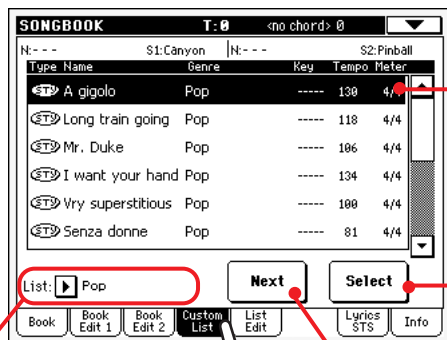 SONGBOOK T:0 <no chord> 0
N:--- S1:Canyon N:--- S2:Pinball
Type Name Genre Key Tempo Meter
STY A gigolo Pop ----- 130 4/4
STY Long train going Pop ----- 118 4/4
STY Mr. Duke Pop ----- 106 4/4
STY I want your hand Pop ----- 134 4/4
STY Vry superstitious Pop ----- 100 4/4
STY Senza donne Pop ----- 81 4/4
List: Pop Next Select
Book Book Edit 1 Book Edit 2 Custom List List Edit Lyrics STS Info